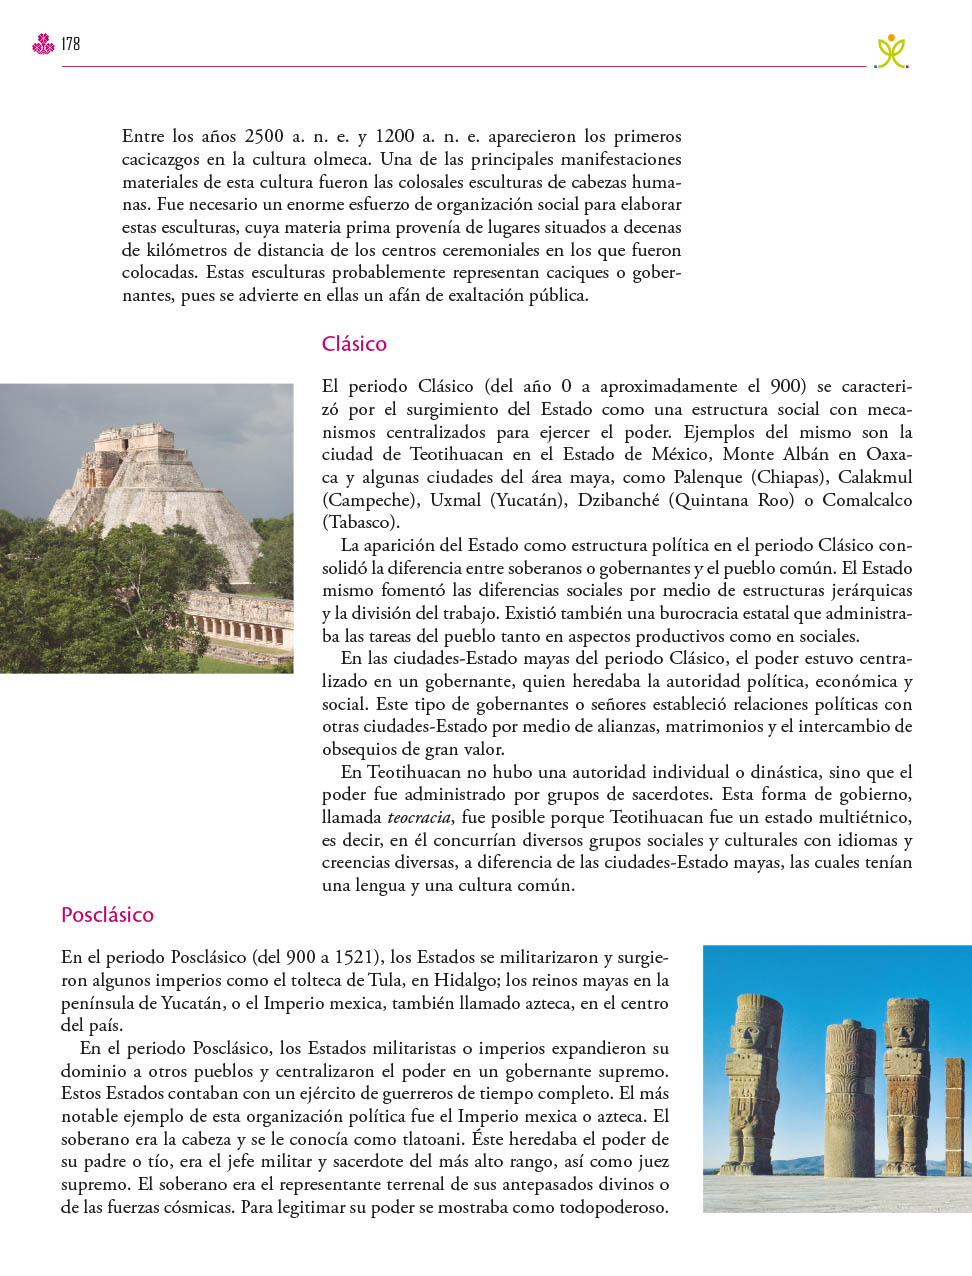 178
Entre los años 2500 a. n. e. y 1200 a. n. e. aparecieron los primeros
cacicazgos en la cultura olmeca. Una de las principales manifestaciones
materiales de esta cultura fueron las colosales esculturas de cabezas huma-
nas. Fue necesario un enorme esfuerzo de organización social para elaborar
estas esculturas, cuya materia prima provenía de lugares situados a decenas
de kilómetros de distancia de los centros ceremoniales en los que fueron
colocadas. Estas esculturas probablemente representan caciques o gober-
nantes, pues se advierte en ellas un afán de exaltación pública.
Clásico
El periodo Clásico (del año 0 a aproximadamente el 900) se caracteri-
zó por el surgimiento del Estado como una estructura social con meca-
nismos centralizados para ejercer el poder. Ejemplos del mismo son la
ciudad de Teotihuacan en el Estado de México, Monte Albán en Oaxa-
ca y algunas ciudades del área maya, como Palenque (Chiapas), Calakmul
(Campeche), Uxmal (Yucatán), Dzibanché (Quintana Roo) o Comalcalco
(Tabasco).
La aparición del Estado como estructura política en el periodo Clásico con-
solidó la diferencia entre soberanos o gobernantes y el pueblo común. El Estado
mismo fomentó las diferencias sociales por medio de estructuras jerárquicas
y la división del trabajo. Existió también una burocracia estatal que administra-
ba las tareas del pueblo tanto en aspectos productivos como en sociales.
En las ciudades-Estado mayas del periodo Clásico, el poder estuvo centra-
lizado en un gobernante, quien heredaba la autoridad política, económica y
social. Este tipo de gobernantes o señores estableció relaciones políticas con
otras ciudades-Estado por medio de alianzas, matrimonios y el intercambio de
obsequios de gran valor.
En Teotihuacan no hubo una autoridad individual o dinástica, sino que el
poder fue administrado por grupos de sacerdotes. Esta forma de gobierno,
llamada teocracia, fue posible porque Teotihuacan fue un estado multiétnico,
es decir, en él concurrían diversos grupos sociales y culturales con idiomas y
creencias diversas, a diferencia de las ciudades-Estado mayas, las cuales tenían
una lengua y una cultura común.
Posclásico
En el periodo Posclásico (del 900 a 1521), los Estados se militarizaron y surgie-
ron algunos imperios como el tolteca de Tula, en Hidalgo; los reinos mayas en la
península de Yucatán, o el Imperio mexica, también llamado azteca, en el centro
del país.
En el periodo Posclásico, los Estados militaristas o imperios expandieron su
dominio a otros pueblos y centralizaron el poder en un gobernante supremo.
Estos Estados contaban con un ejército de guerreros de tiempo completo. El más
notable ejemplo de esta organización política fue el Imperio mexica o azteca. El
soberano era la cabeza y se le conocía como tlatoani. Éste heredaba el poder de
su padre o tío, era el jefe militar y sacerdote del más alto rango, así como juez
supremo. El soberano era el representante terrenal de sus antepasados divinos o
de las fuerzas cósmicas. Para legitimar su poder se mostraba como todopoderoso.